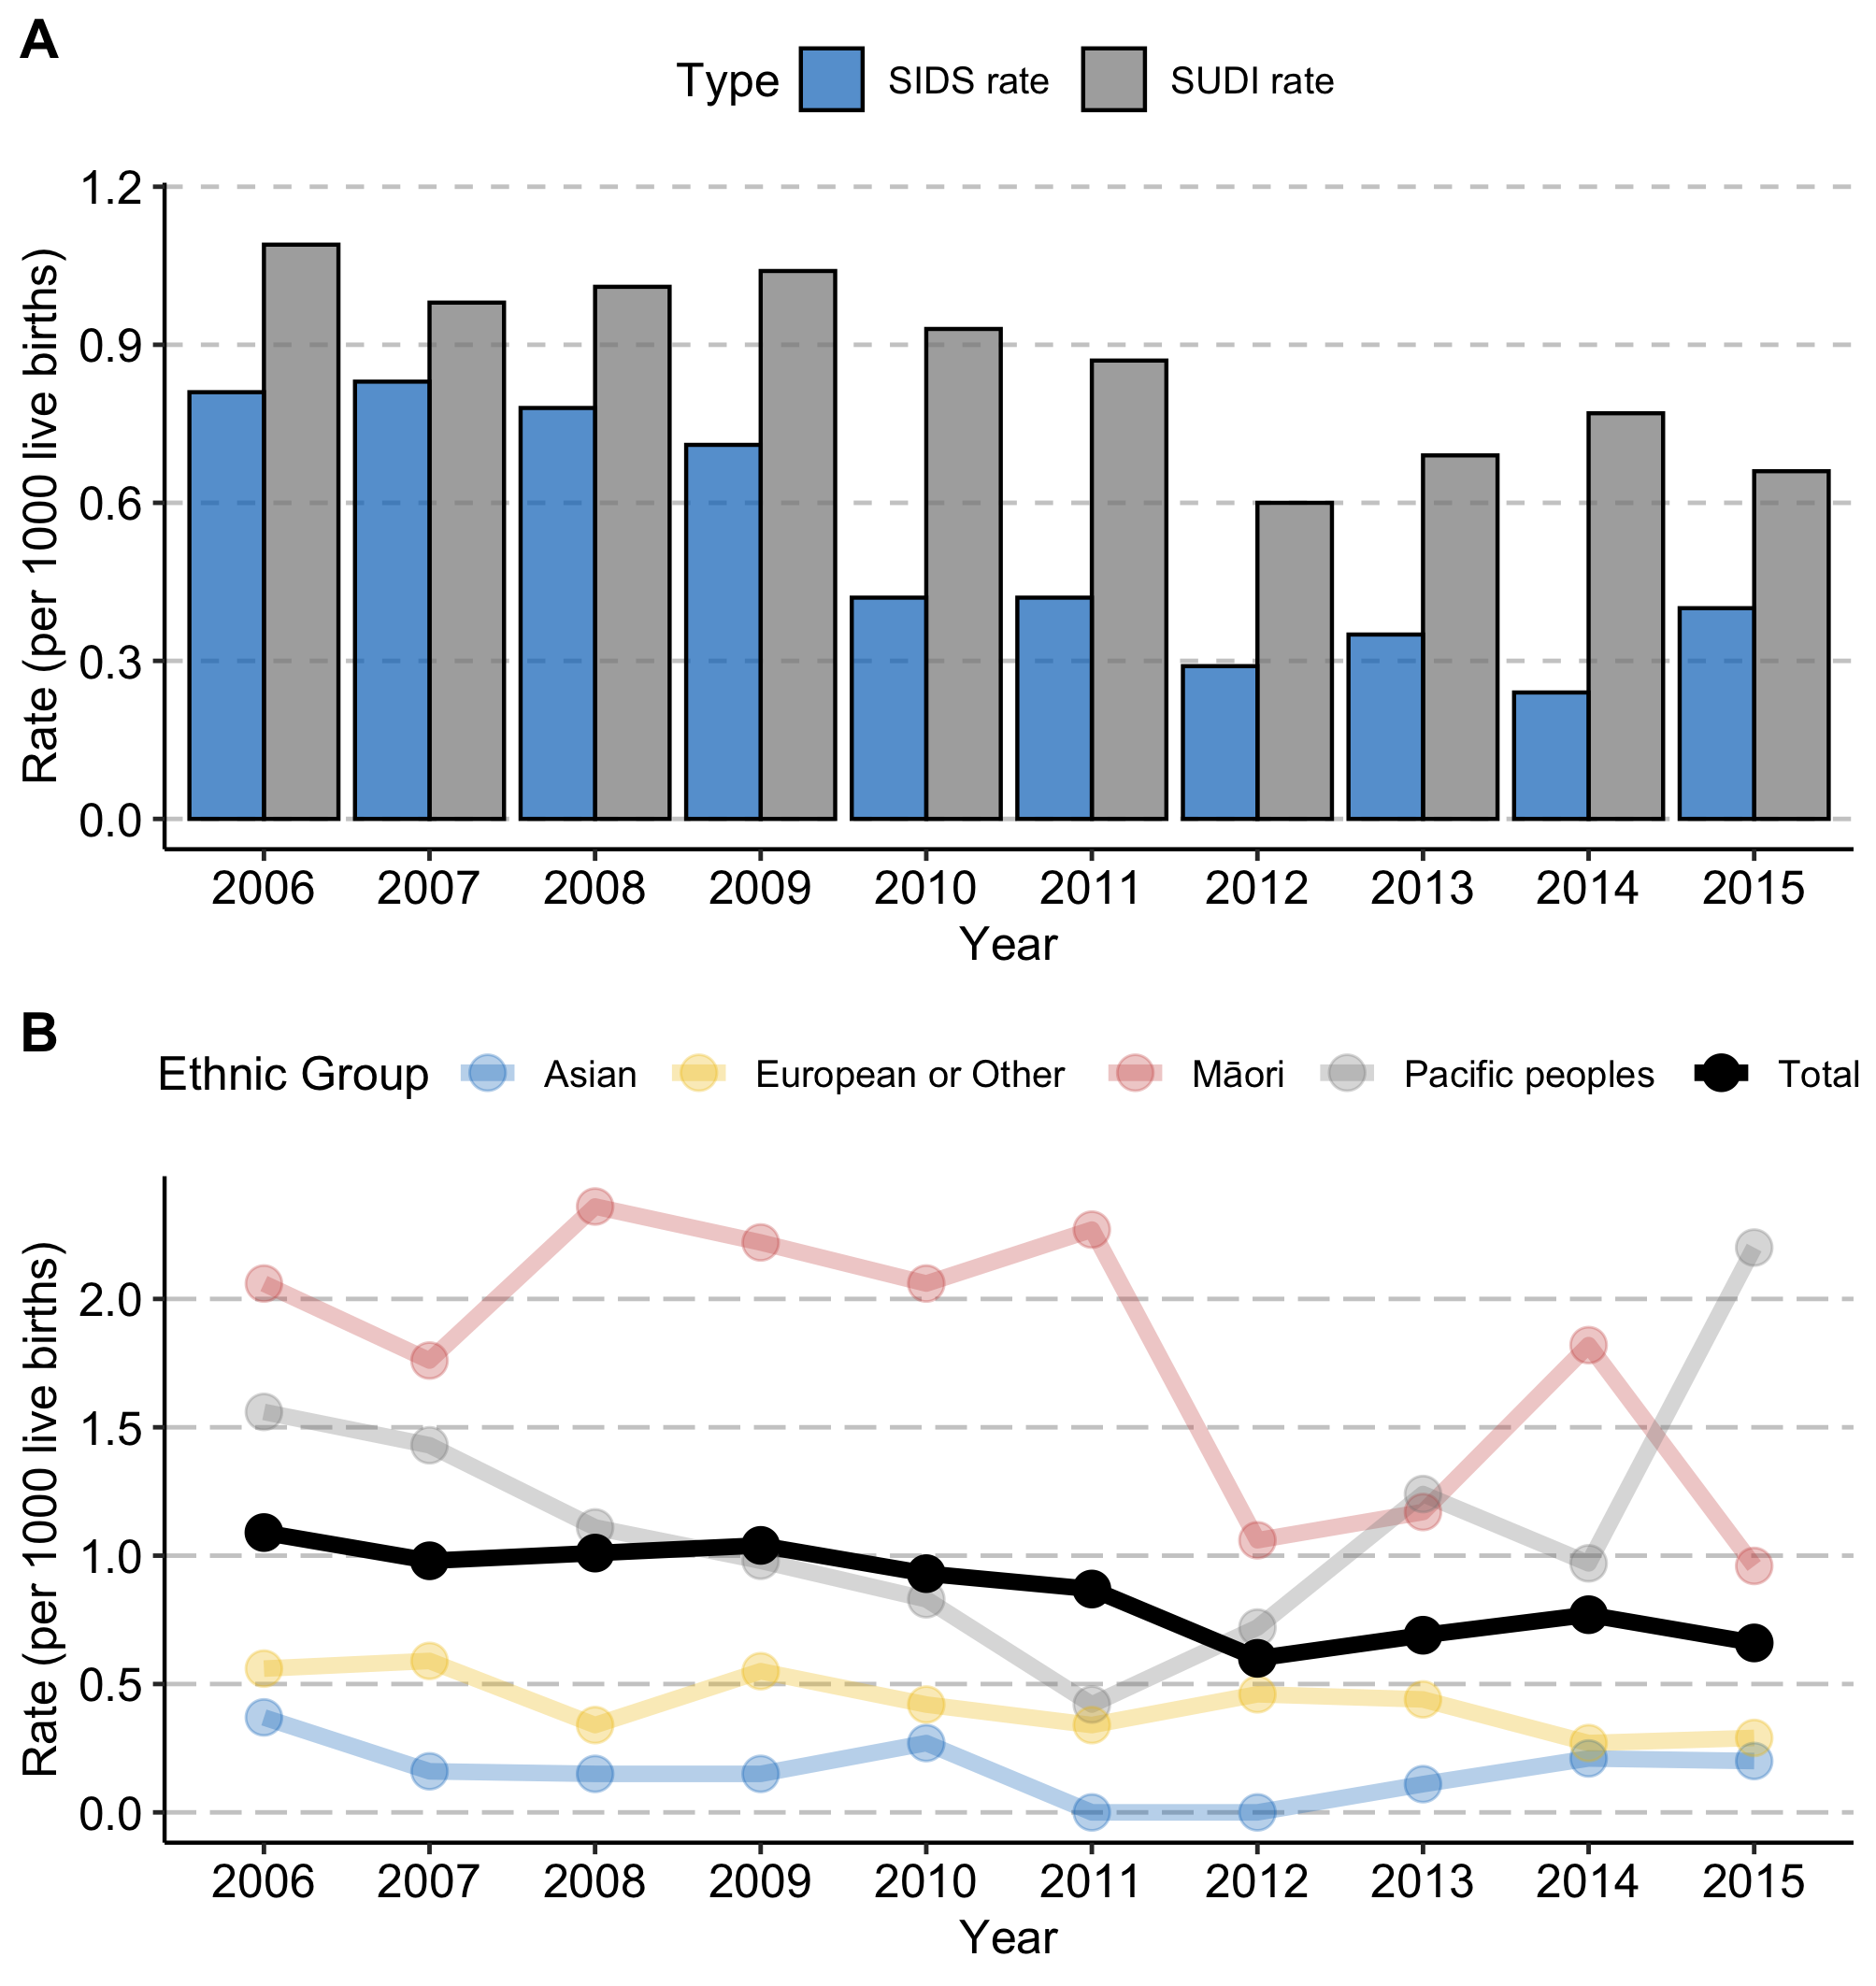 A
Type SIDS rate SUDI rate
1.2
0.9
0.6
0.3
0.0
Rate (per 1000 live births)
2006 2007 2008 2009 2010 2011 2012 2013 2014 2015
Year
B
Ethnic Group Asian European or Other Māori Pacific peoples Total
2.0
1.5
1.0
0.5
0.0
Rate (per 1000 live births)
2006 2007 2008 2009 2010 2011 2012 2013 2014 2015
Year